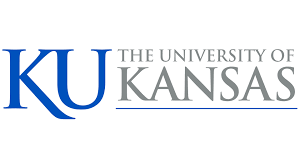 KU THE UNIVERSITY OF
KANSAS